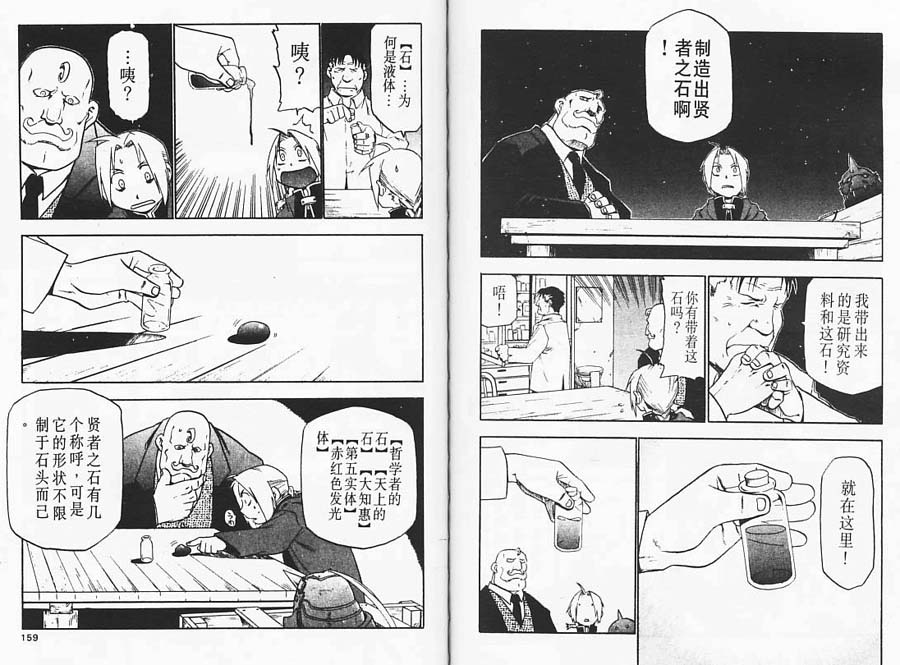 制造出贤
者之石啊
！
我带出来
的是研究资
料和这石！
你有带着这
石吗？
唔！
就在这里！
【石】…为
何是液体…
咦？
…咦？
【哲学者的
石】【天上的
石】【大知惠】
【第五实体】
【赤红色发光
体】
贤者之石有几
个称呼，可是
它的形状不限
制于石头而已
。
159